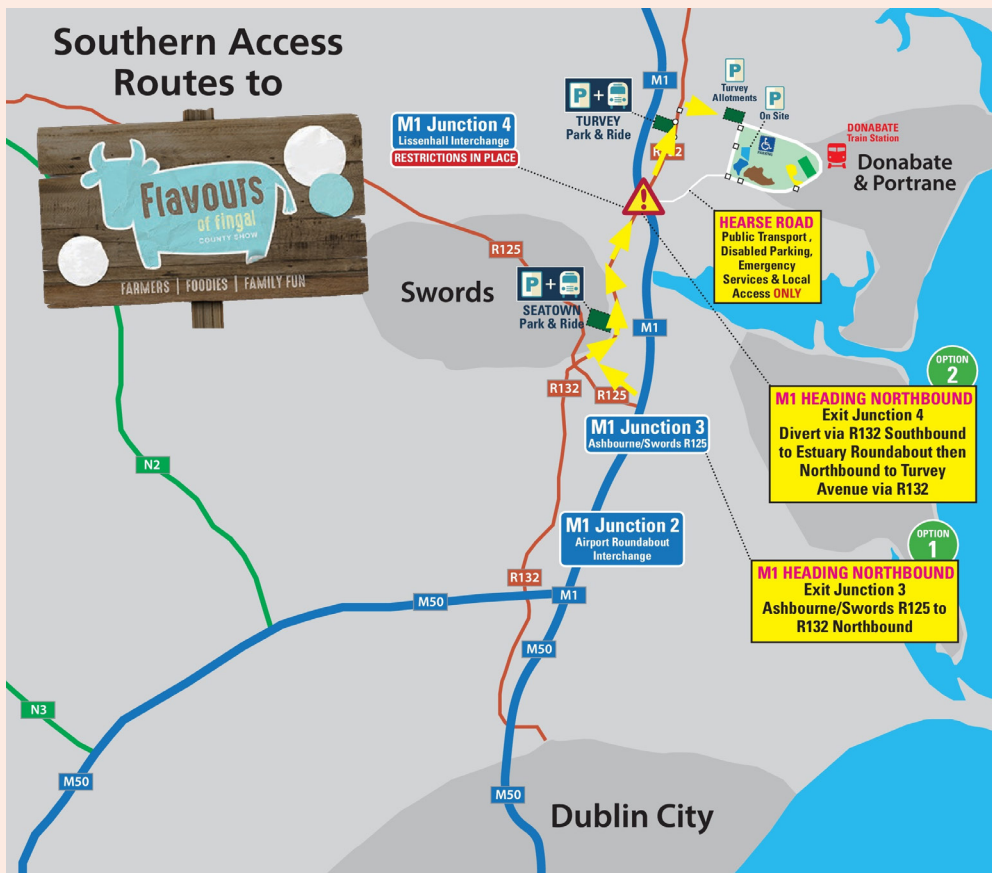 Southern Access
Routes to
Flavours
of fingal
COUNTY SHOW
FARMERS | FOODIES | FAMILY FUN
M1
P
Turvey
Allotments
P
On Site
P +
TURVEY
Park & Ride
M1 Junction 4
Lissenhall Interchange
RESTRICTIONS IN PLACE
DONABATE
Train Station
Donabate
& Portrane
HEARSE ROAD
Public Transport ,
Disabled Parking,
Emergency
Services & Local
Access ONLY
R125
Swords
P +
SEATOWN
Park & Ride
M1
R132
R125
OPTION
2
M1 HEADING NORTHBOUND
Exit Junction 4
Divert via R132 Southbound
to Estuary Roundabout then
Northbound to Turvey
Avenue via R132
M1 Junction 3
Ashbourne/Swords R125
N2
M1 Junction 2
Airport Roundabout
Interchange
OPTION
1
M1 HEADING NORTHBOUND
Exit Junction 3
Ashbourne/Swords R125 to
R132 Northbound
R132
M50
M1
M50
N3
M50
M50
Dublin City